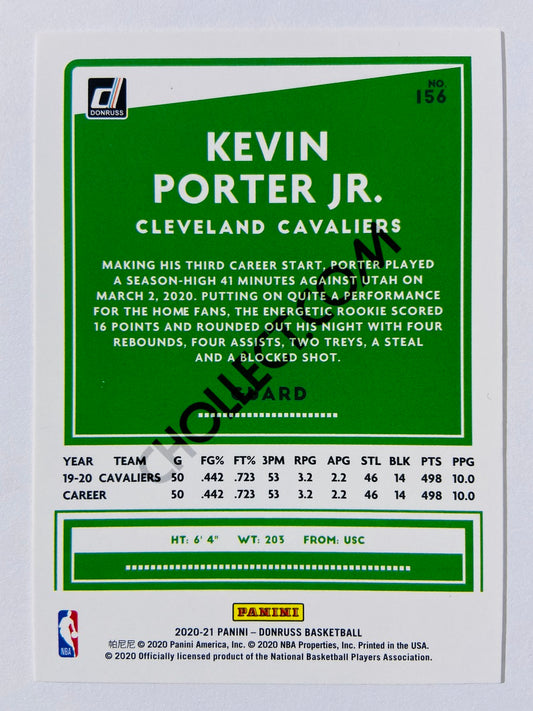 NO.
156
DONRUSS
KEVIN
PORTER JR.
CLEVELAND CAVALIERS
MAKING HIS THIRD CAREER START, PORTER PLAYED
A SEASON-HIGH 41 MINUTES AGAINST UTAH ON
MARCH 2, 2020. PUTTING ON QUITE A PERFORMANCE
FOR THE HOME FANS, THE ENERGETIC ROOKIE SCORED
16 POINTS AND ROUNDED OUT HIS NIGHT WITH FOUR
REBOUNDS, FOUR ASSISTS, TWO TREYS, A STEAL
AND A BLOCKED SHOT.
GUARD
CHOLLECT.COM
YEAR TEAM G FG% FT% 3PM RPG APG STL BLK PTS PPG
19-20 CAVALIERS 50 .442 .723 53 3.2 2.2 46 14 498 10.0
CAREER 50 .442 .723 53 3.2 2.2 46 14 498 10.0
HT: 6' 4" WT: 203 FROM: USC
PANINI
2020-21 PANINI – DONRUSS BASKETBALL
帕尼尼 © 2020 Panini America, Inc. © 2020 NBA Properties, Inc. Printed in the USA.
© 2020 Officially licensed product of the National Basketball Players Association.
NBA